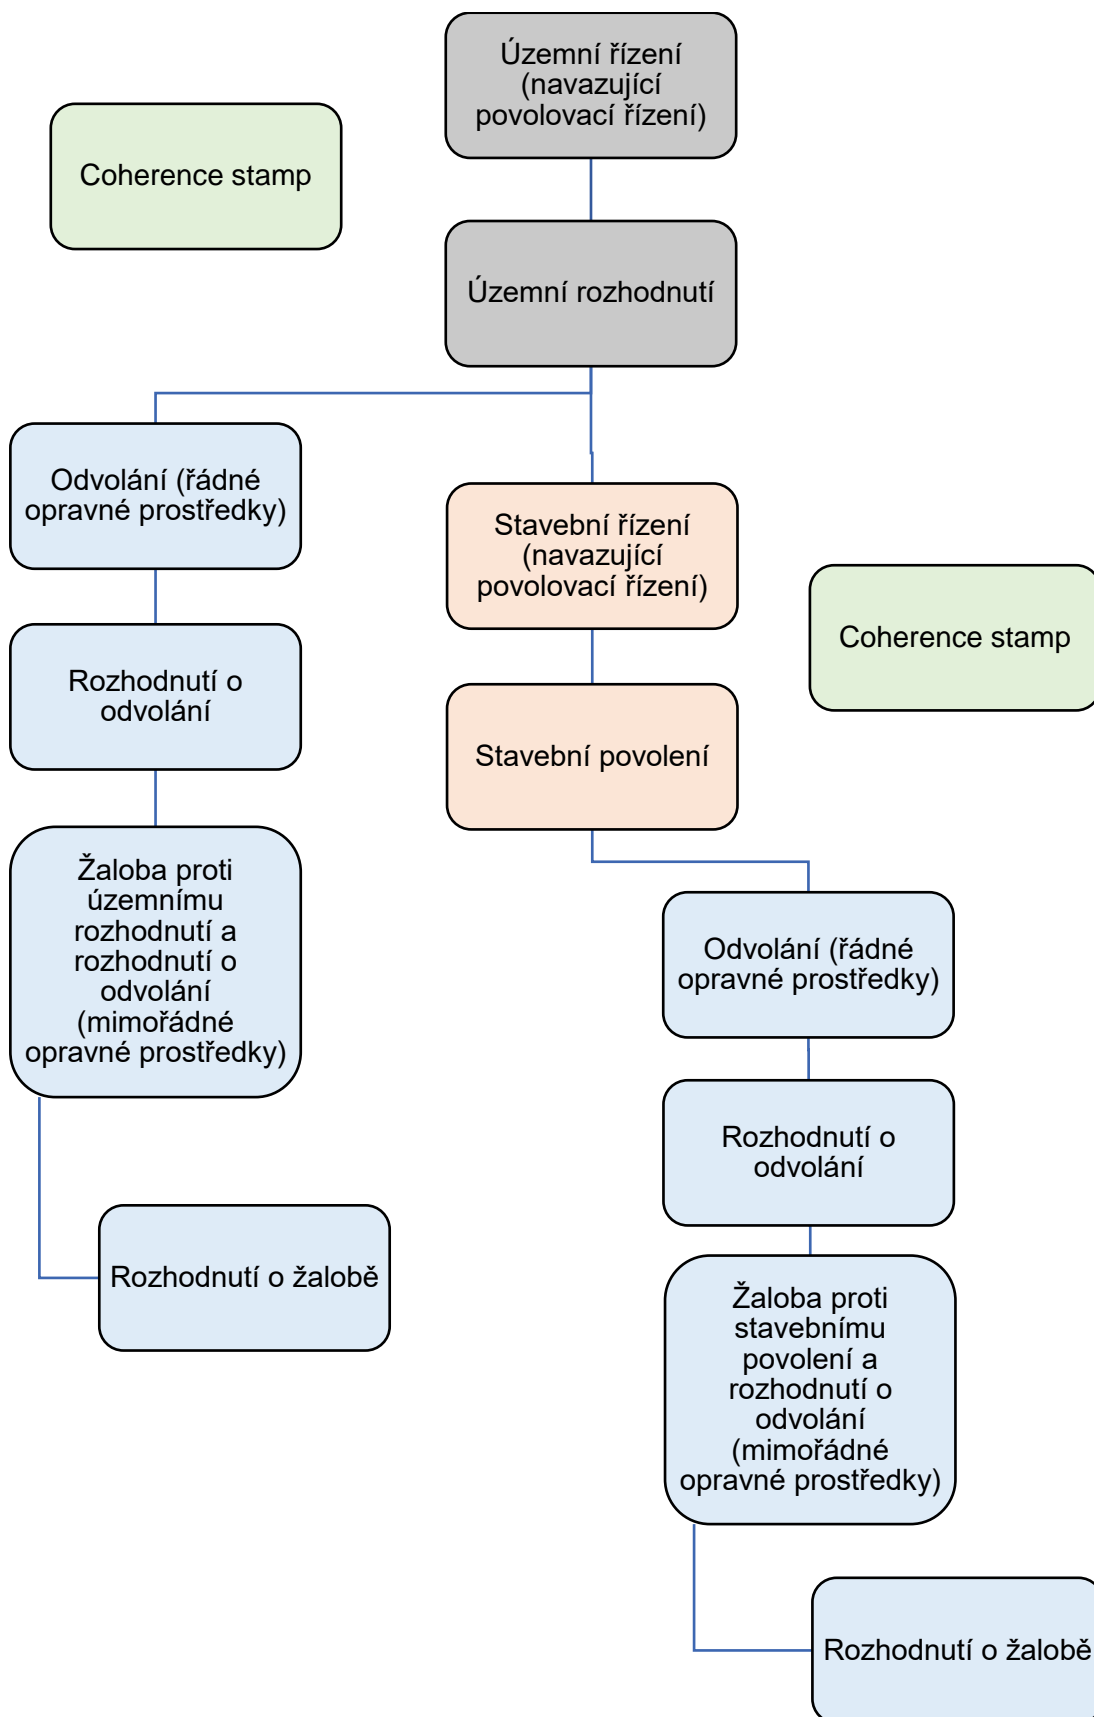 Územní řízení
(navazující
povolovací řízení)
Coherence stamp
Územní rozhodnutí
Odvolání (řádné
opravné prostředky)
Stavební řízení
(navazující
povolovací řízení)
Coherence stamp
Rozhodnutí o
odvolání
Stavební povolení
Žaloba proti
územnímu
rozhodnutí a
rozhodnutí o
odvolání
(mimořádné
opravné prostředky)
Odvolání (řádné
opravné prostředky)
Rozhodnutí o
odvolání
Rozhodnutí o žalobě
Žaloba proti
stavebnímu
povolení a
rozhodnutí o
odvolání
(mimořádné
opravné prostředky)
Rozhodnutí o žalobě